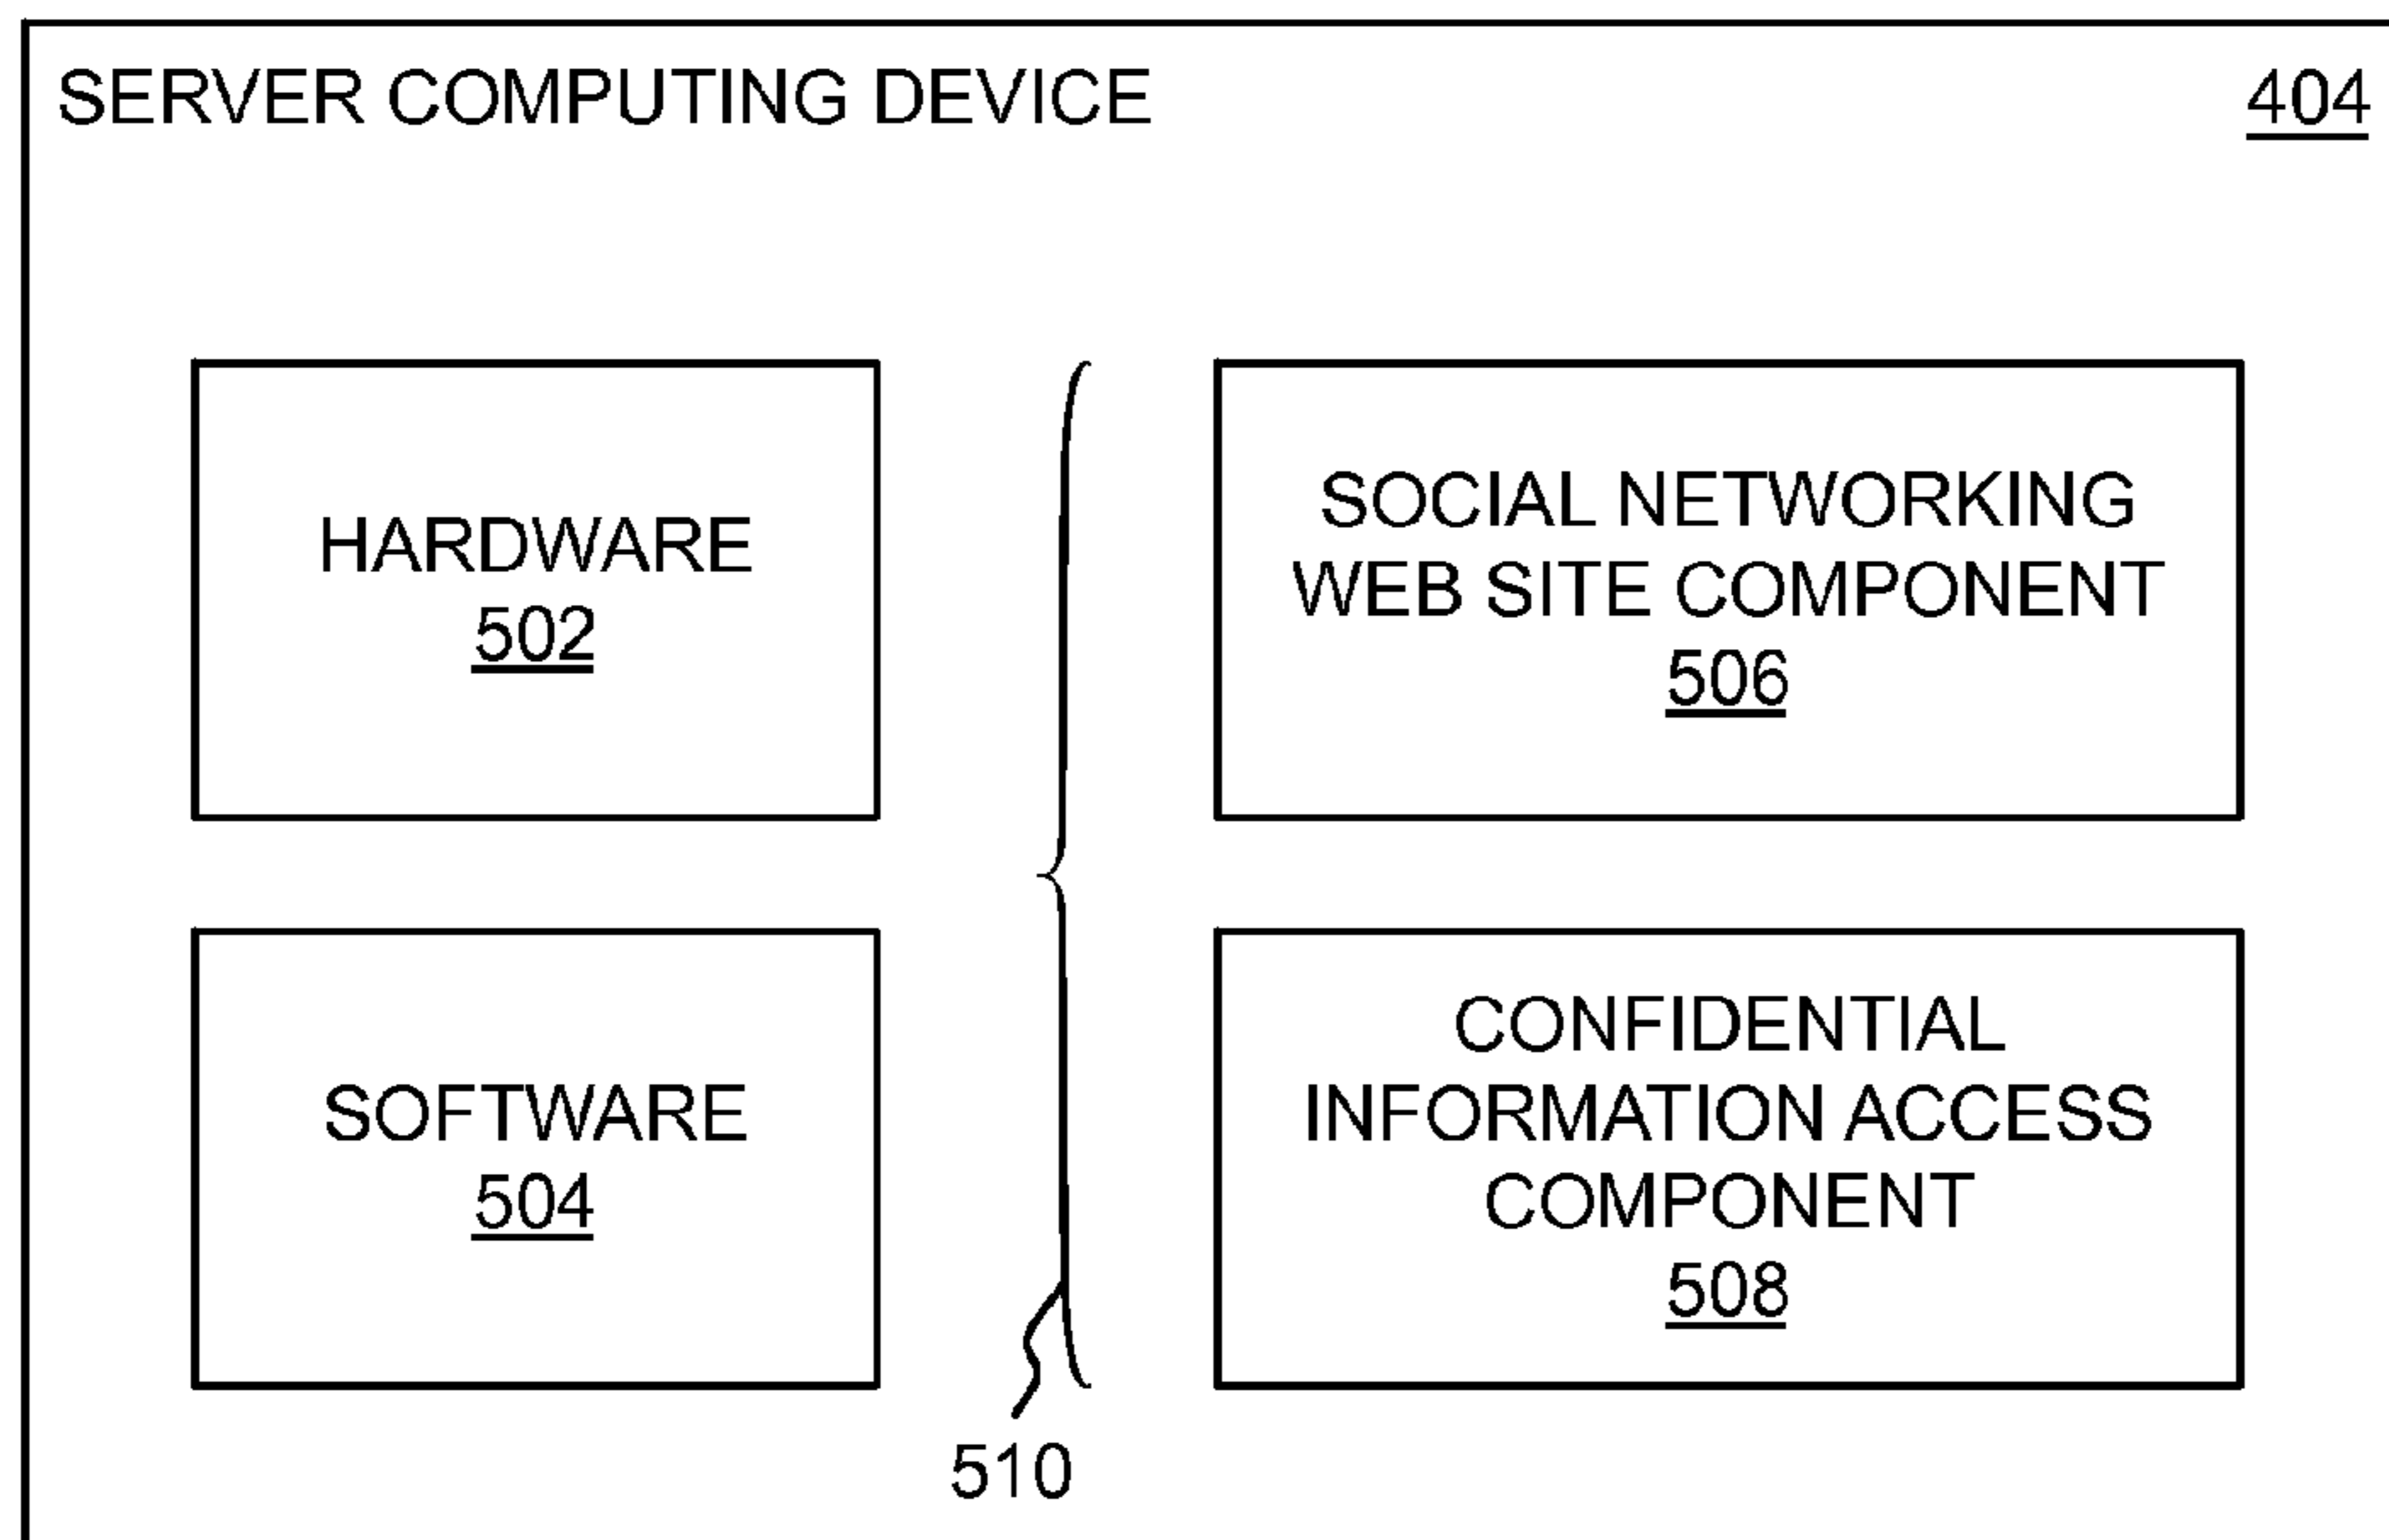 SERVER COMPUTING DEVICE
404
HARDWARE
502
SOCIAL NETWORKING
WEB SITE COMPONENT
506
SOFTWARE
504
CONFIDENTIAL
INFORMATION ACCESS
COMPONENT
508
510